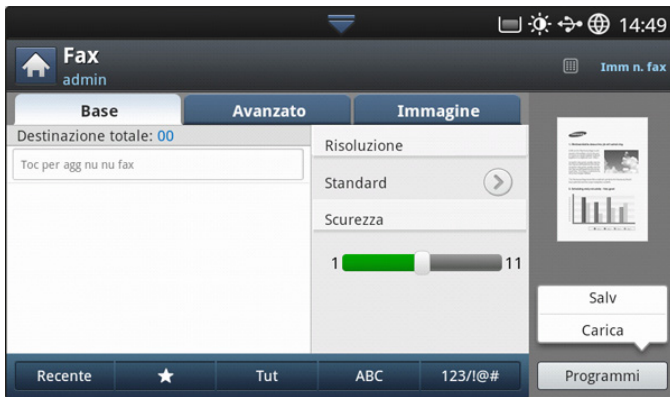 14:49
Fax
admin
Imm n. fax
Base
Avanzato
Immagine
Destinazione totale: 00
Toc per agg nu nu fax
Risoluzione
Standard
Scurezza
1
11
Salv
Carica
Recente
Tut
ABC
123/!@#
Programmi